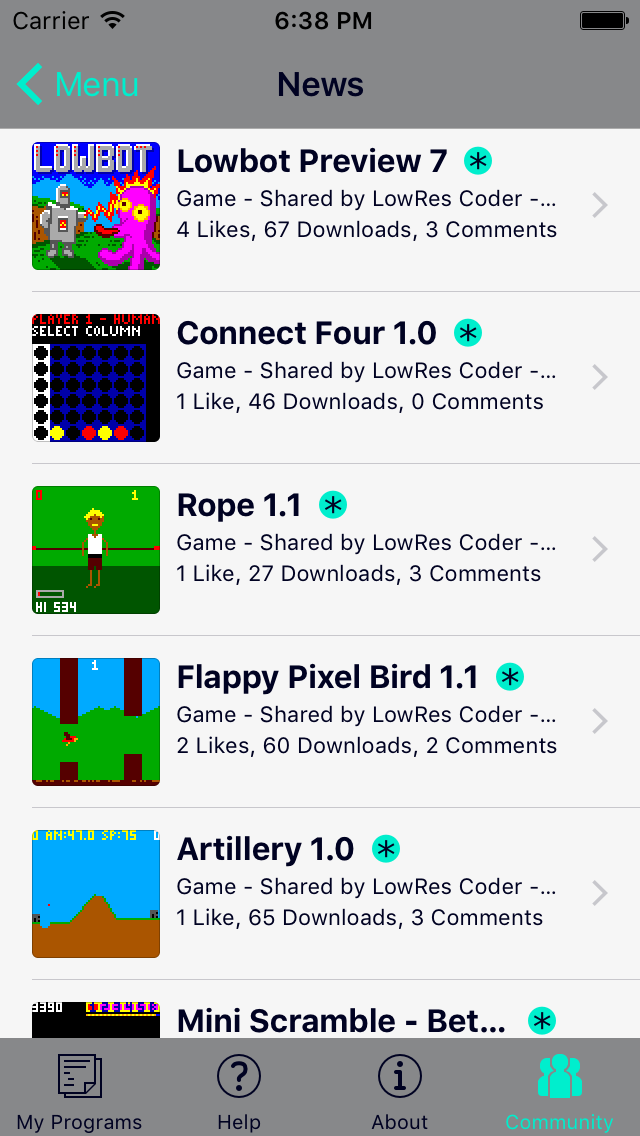 Carrier 6:38 PM
Menu News
LOWBOT
Lowbot Preview 7
Game - Shared by LowRes Coder -...
4 Likes, 67 Downloads, 3 Comments
PLAYER 1 - HUMAN
SELECT COLUMN
Connect Four 1.0
Game - Shared by LowRes Coder -...
1 Like, 46 Downloads, 0 Comments
0 1
HI 534
Rope 1.1
Game - Shared by LowRes Coder -...
1 Like, 27 Downloads, 3 Comments
1
Flappy Pixel Bird 1.1
Game - Shared by LowRes Coder -...
2 Likes, 60 Downloads, 2 Comments
AN:47.0 SP:75
Artillery 1.0
Game - Shared by LowRes Coder -...
1 Like, 65 Downloads, 3 Comments
Mini Scramble - Bet...
My Programs Help About Community